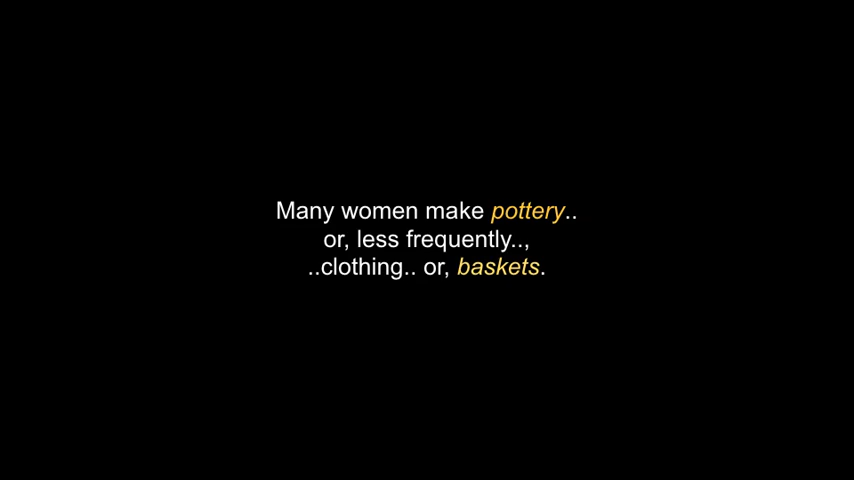 Many women make pottery..
or, less frequently..,
..clothing.. or, baskets.